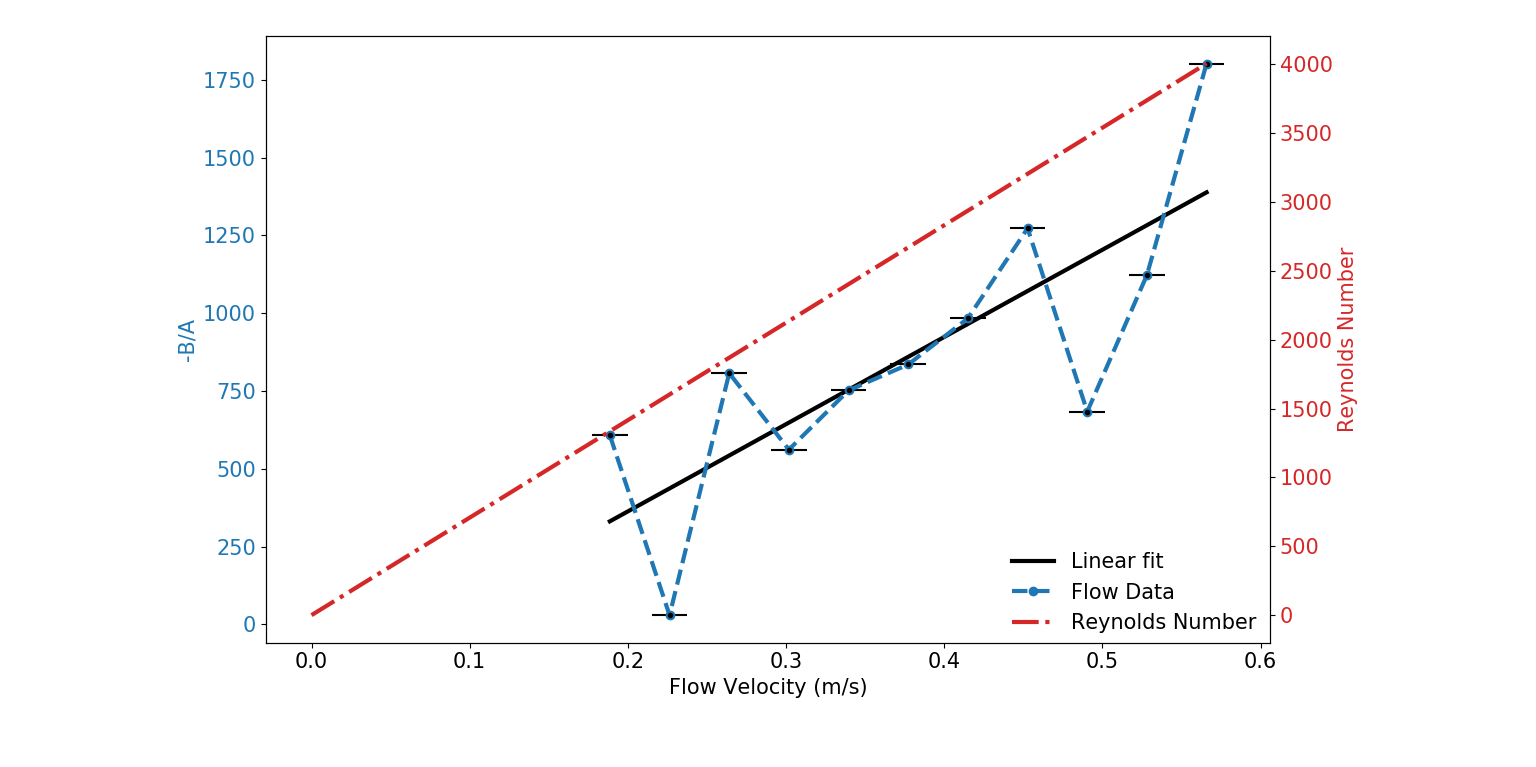 1750
1500
1250
1000
750
500
250
0
-B/A
4000
3500
3000
2500
2000
1500
1000
500
0
Reynolds Number
Linear fit
Flow Data
Reynolds Number
0.0 0.1 0.2 0.3 0.4 0.5 0.6
Flow Velocity (m/s)